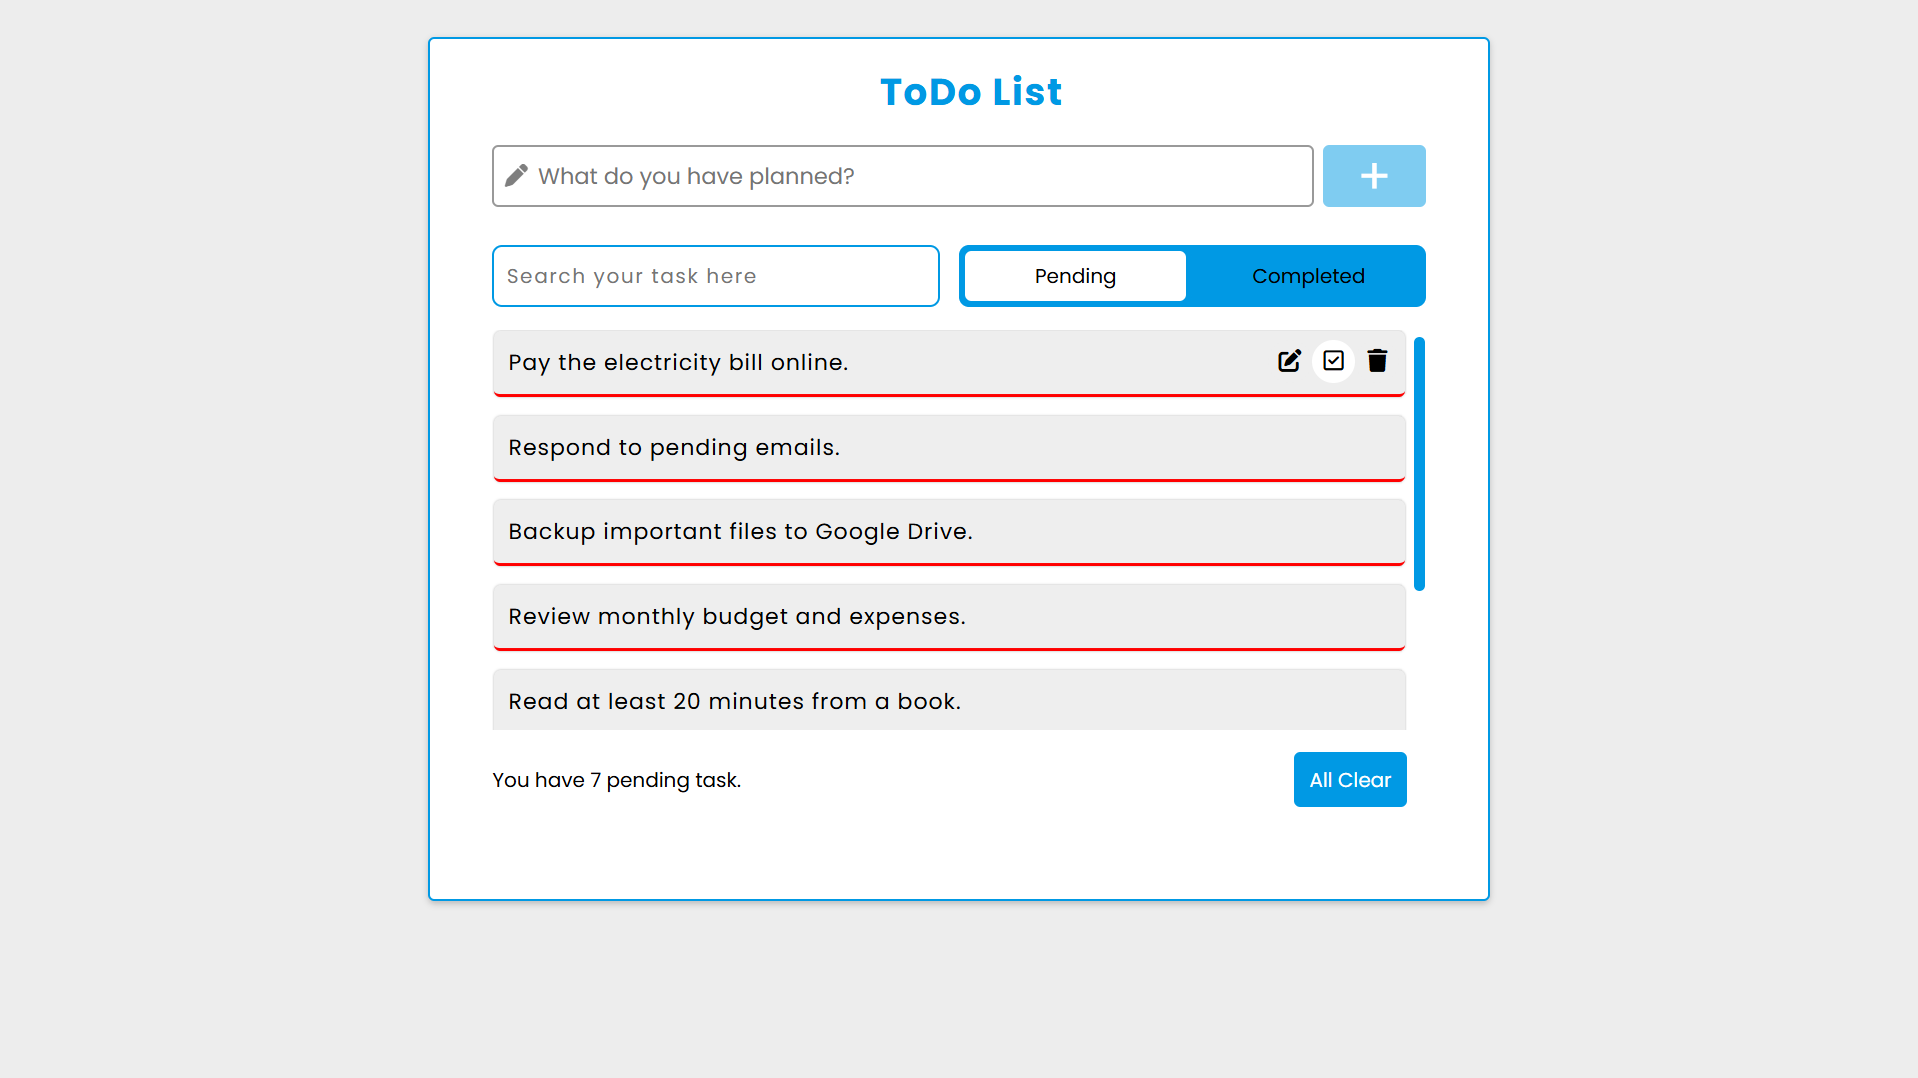 ToDo List
What do you have planned?
Search your task here
Pending
Completed
Pay the electricity bill online.
Respond to pending emails.
Backup important files to Google Drive.
Review monthly budget and expenses.
Read at least 20 minutes from a book.
You have 7 pending task.
All Clear